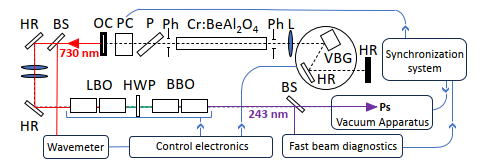 HR BS OC PC P Ph Cr:BeAl2O4 Ph L
VBG HR
730 nm
HR
Synchronization
system
LBO HWP BBO BS
HR
243 nm
Ps
Vacuum Apparatus
Wavemeter Control electronics Fast beam diagnostics